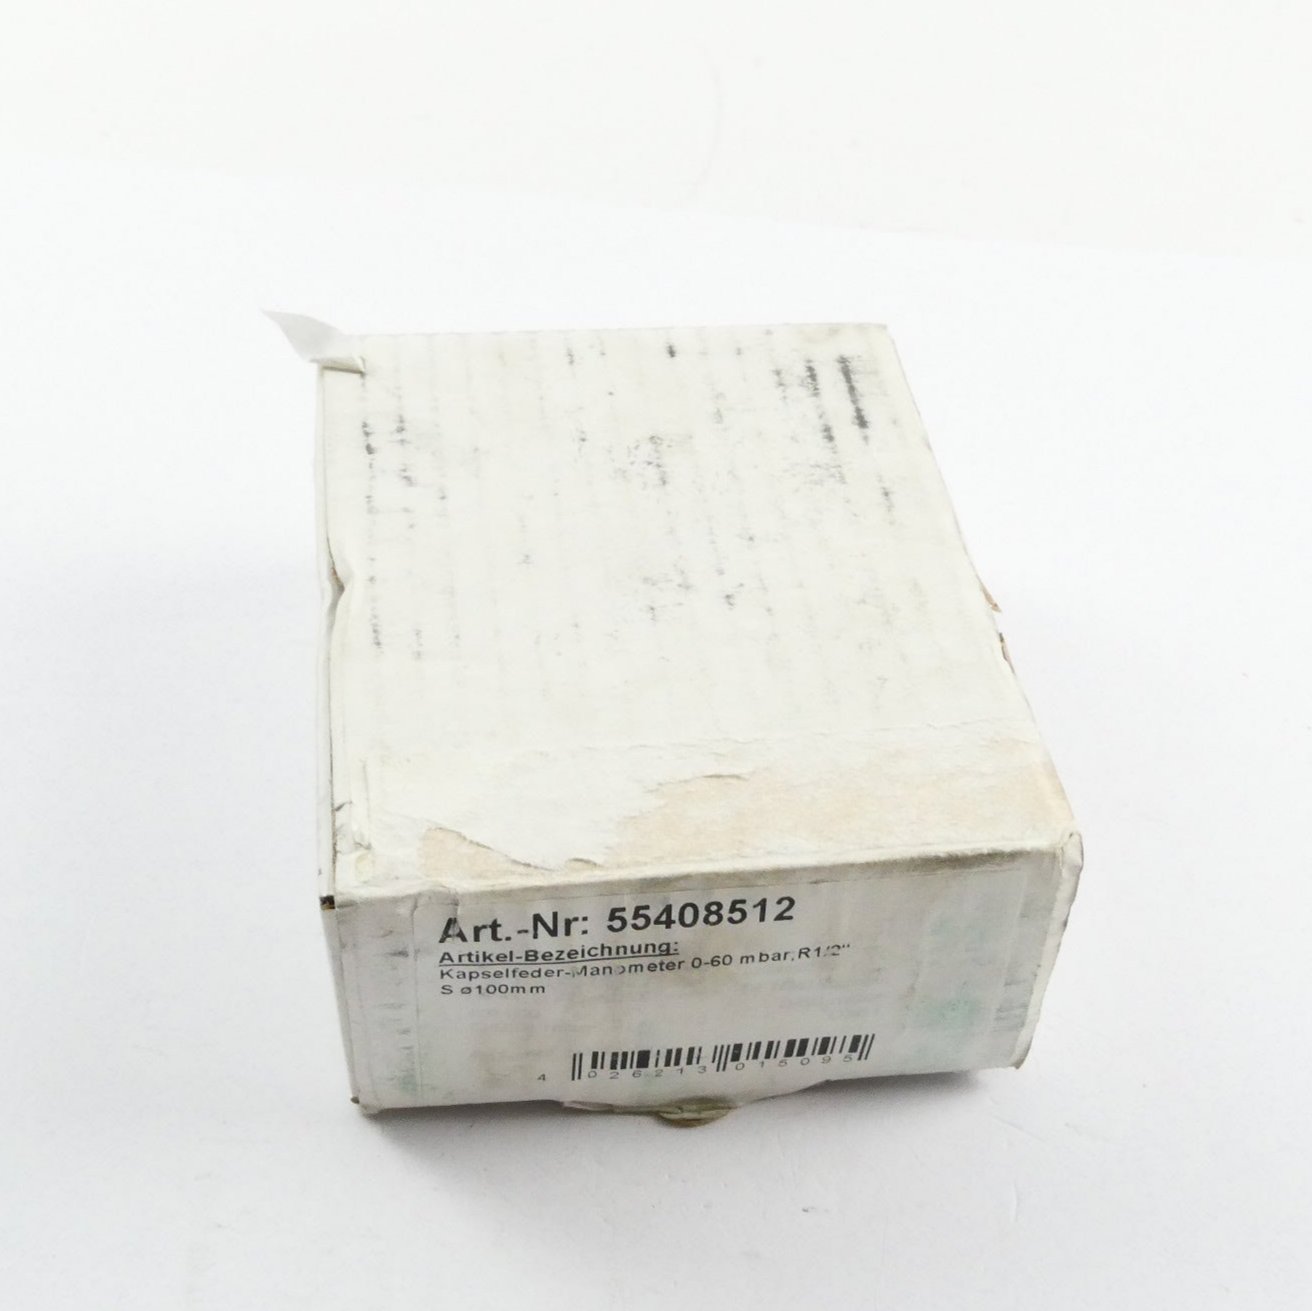 Art.-Nr: 55408512
Artikel-Bezeichnung:
Kapselfeder-Manometer 0-60 mbar,R1/2"
S ø100mm
4 026213 015095